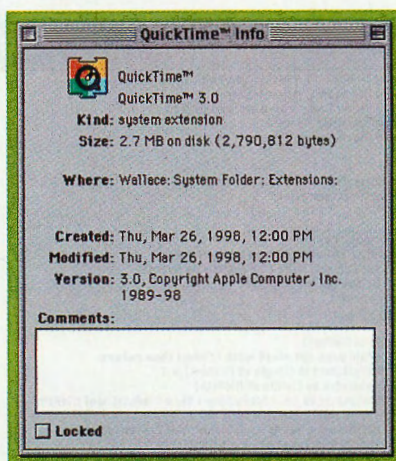 QuickTime™ Info
QuickTime™
QuickTime™ 3.0
Kind: system extension
Size: 2.7 MB on disk (2,790,812 bytes)
Where: Wallace: System Folder: Extensions:
Created: Thu, Mar 26, 1998, 12:00 PM
Modified: Thu, Mar 26, 1998, 12:00 PM
Version: 3.0, Copyright Apple Computer, Inc.
1989-98
Comments:
Locked